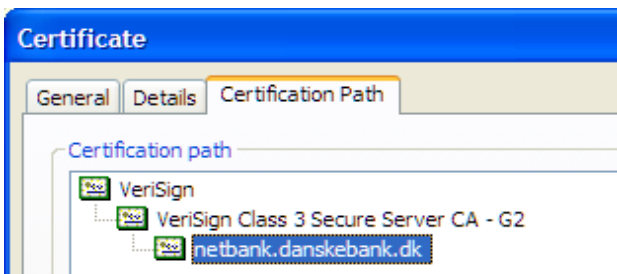 Certificate
General Details Certification Path
Certification path
VeriSign
VeriSign Class 3 Secure Server CA - G2
netbank.danskebank.dk